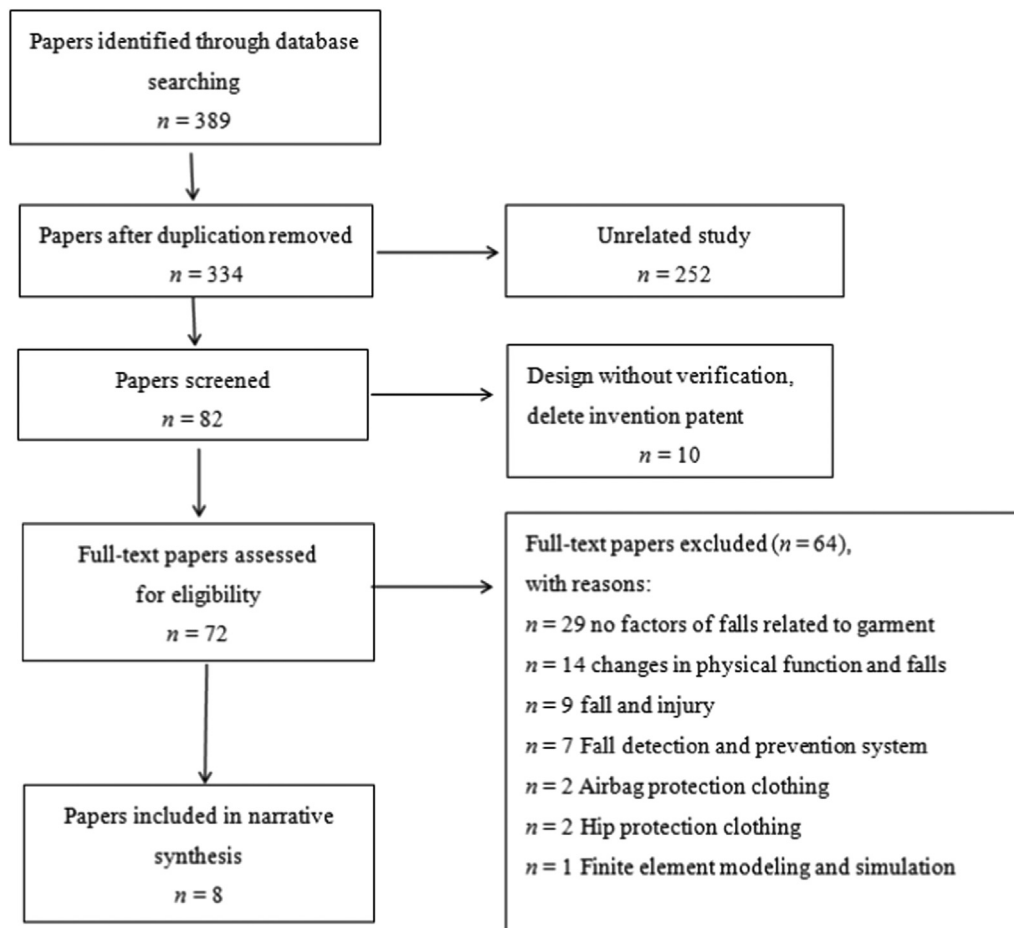 Papers identified through database
searching
n = 389
Papers after duplication removed
n = 334
Unrelated study
n = 252
Papers screened
n = 82
Design without verification,
delete invention patent
n = 10
Full-text papers assessed
for eligibility
n = 72
Full-text papers excluded (n = 64),
with reasons:
n = 29 no factors of falls related to garment
n = 14 changes in physical function and falls
n = 9 fall and injury
n = 7 Fall detection and prevention system
n = 2 Airbag protection clothing
n = 2 Hip protection clothing
n = 1 Finite element modeling and simulation
Papers included in narrative
synthesis
n = 8